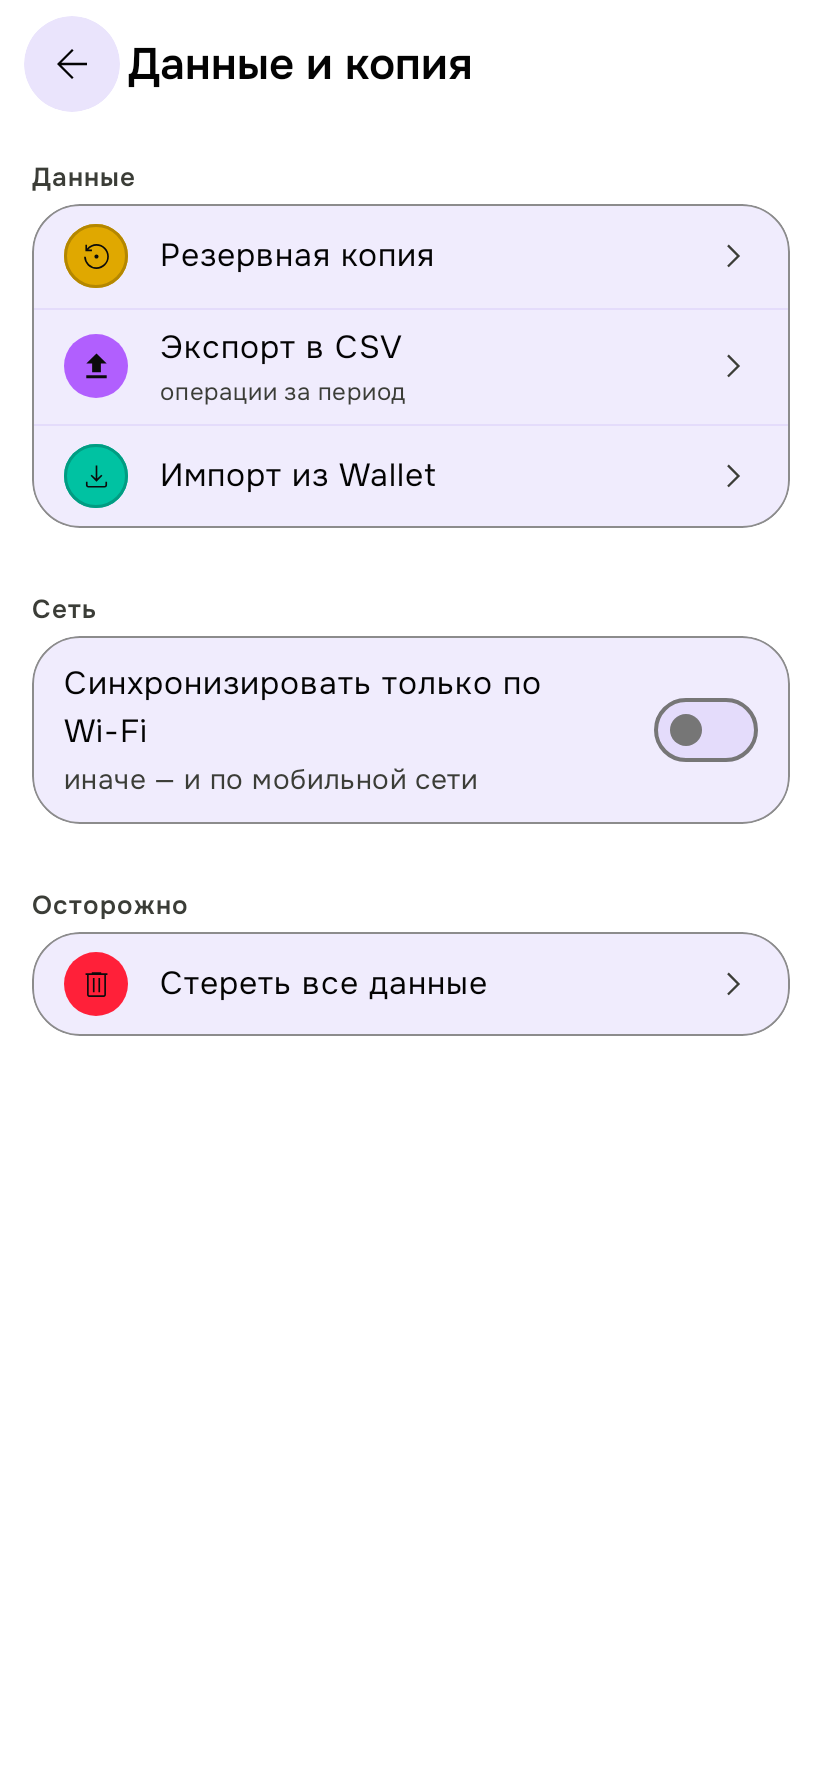 Данные и копия
Данные
Резервная копия
Экспорт в CSV
операции за период
Импорт из Wallet
Сеть
Синхронизировать только по
Wi-Fi
иначе — и по мобильной сети
Осторожно
Стереть все данные